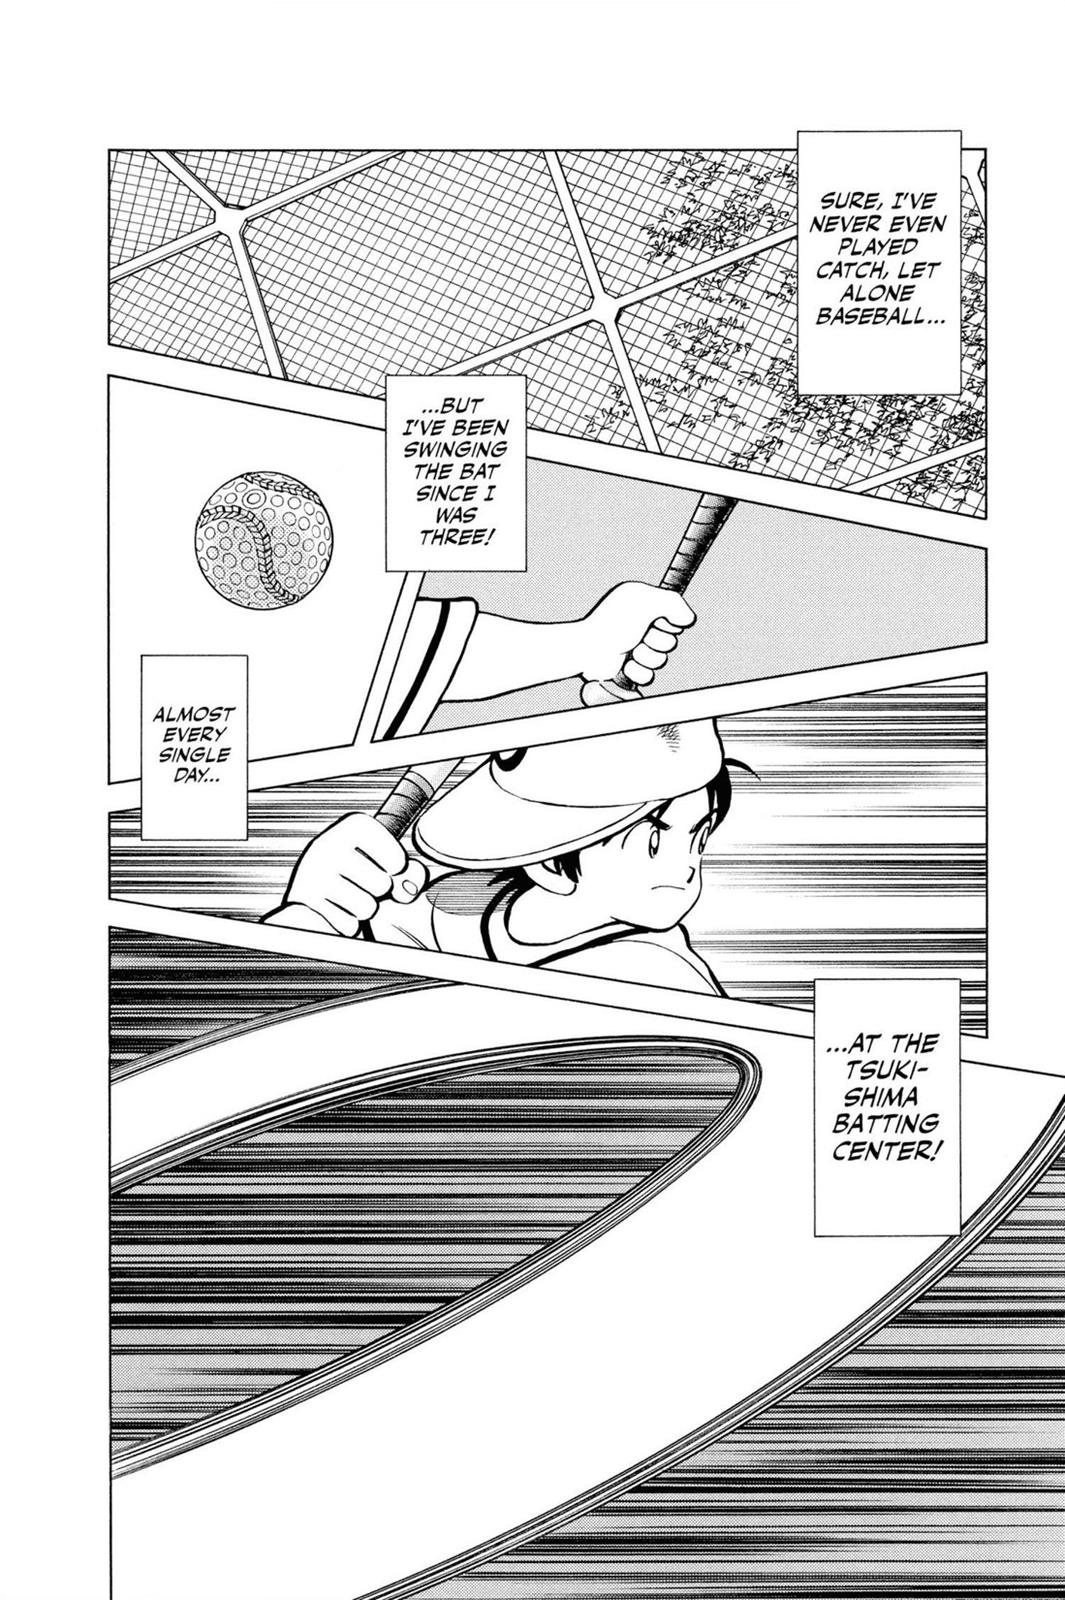 SURE, I'VE
NEVER EVEN
PLAYED
CATCH, LET
ALONE
BASEBALL...
...BUT
I'VE BEEN
SWINGING
THE BAT
SINCE I
WAS
THREE!
ALMOST
EVERY
SINGLE
DAY...
...AT THE
TSUKI-
SHIMA
BATTING
CENTER!